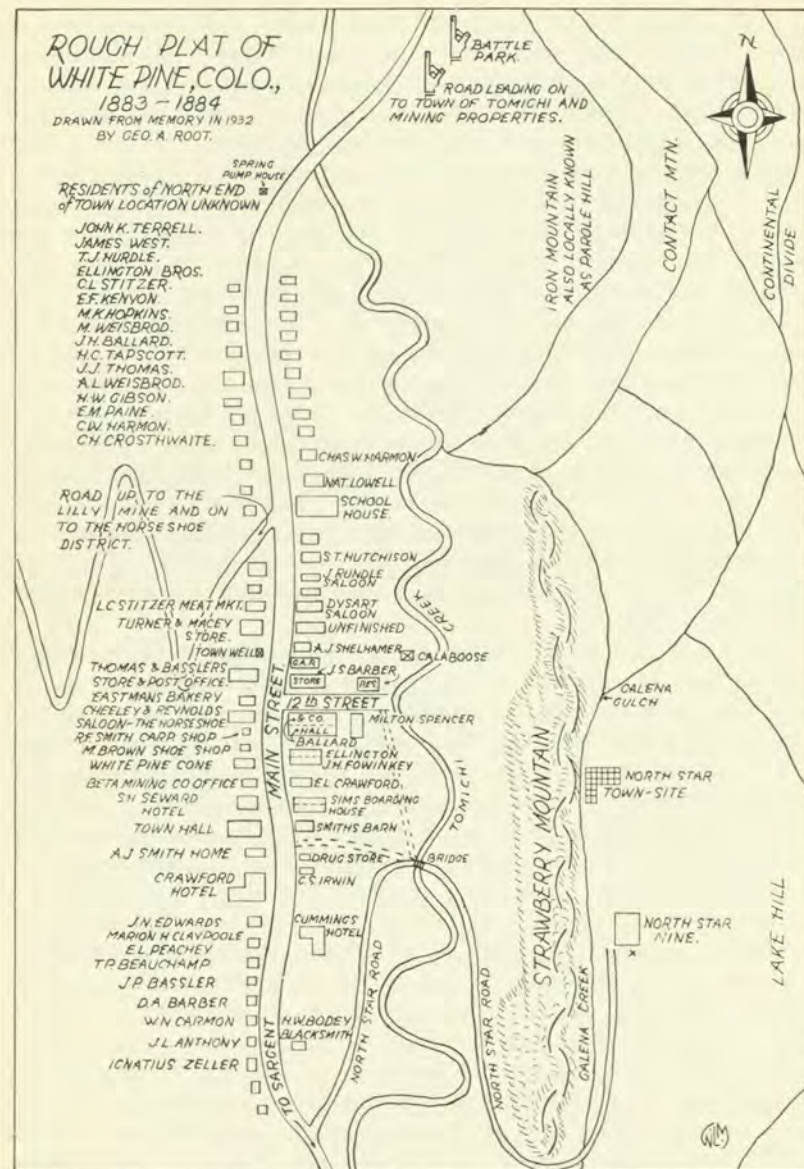 ROUGH PLAT OF
WHITE PINE, COLO.,
1883-1884
DRAWN FROM MEMORY IN 1932
BY GEO. A. ROOT.
BATTLE
PARK.
ROAD LEADING ON
TO TOWN OF TOMICHI AND
MINING PROPERTIES.
N
SPRING
PUMP HOUSE
RESIDENTS of NORTH END
of TOWN LOCATION UNKNOWN
JOHN K. TERRELL.
JAMES WEST.
T.J. HURDLE.
ELLINGTON BROS.
C.L STITZER.
E.F. KENYON.
M.K. HOPKINS.
M. WEISBROD.
J.H. BALLARD.
H.C. TAPSCOTT.
J.J. THOMAS.
A.L. WEISBROD.
H.W. GIBSON.
E.M. PAINE.
C.W. HARMON.
C.H. CROSTHWAITE.
IRON MOUNTAIN
ALSO LOCALLY KNOWN
AS PAROLE HILL
CONTACT MTN.
CONTINENTAL
DIVIDE
ROAD UP TO THE
LILLY MINE AND ON
TO THE HORSESHOE
DISTRICT.
CHAS W. HARMON
NAT. LOWELL
SCHOOL
HOUSE.
S.T. HUTCHISON
J. RUNDLE
SALOON
DYSART
SALOON
UNFINISHED
A.J. SHELHAMER
G.A.R.
STORE
J.S. BARBER
RES.
CALABOOSE
CREEK
TOMICHI
L.C STITZER MEAT MKT.
TURNER & MACEY
STORE.
TOWN WELL
THOMAS & BASSLERS
STORE & POST OFFICE.
EASTMANS BAKERY
CHEELEY & REYNOLDS
SALOON-THE HORSESHOE
R.F. SMITH CARP. SHOP
M. BROWN SHOE SHOP
WHITE PINE CONE
BETA MINING CO OFFICE
S.H SEWARD
HOTEL
TOWN HALL
A.J SMITH HOME
CRAWFORD
HOTEL
J.N. EDWARDS
MARION H CLAYPOOLE
E.L PEACHEY
T.P. BEAUCHAMP
J.P. BASSLER
D.A. BARBER
W.N CARMON
J.L. ANTHONY
IGNATIUS ZELLER
MAIN STREET.
TO SARGENT
12th STREET
& CO.
HALL
BALLARD
MILTON SPENCER
ELLINGTON
J.H. FOWINKEY
E.L CRAWFORD
SIMS BOARDING
HOUSE
SMITHS BARN
DRUG STORE
BRIDGE
C.S. IRWIN
CUMMINGS
HOTEL
H.W. BODEY
BLACKSMITH
NORTH STAR ROAD
NORTH STAR ROAD
STRAWBERRY MOUNTAIN
GALENA
GULCH
NORTH STAR
TOWN-SITE
NORTH STAR
MINE.
x
GALENA CREEK
LAKE HILL